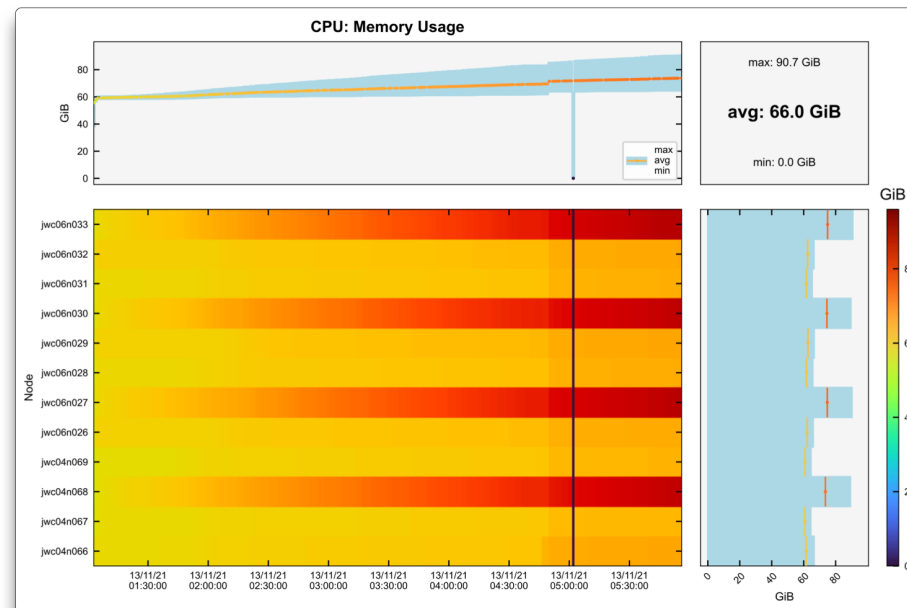 CPU: Memory Usage
GiB
80
60
40
20
0
max
avg
min
max: 90.7 GiB
avg: 66.0 GiB
min: 0.0 GiB
Node
jwc06n033
jwc06n032
jwc06n031
jwc06n030
jwc06n029
jwc06n028
jwc06n027
jwc06n026
jwc04n069
jwc04n068
jwc04n067
jwc04n066
13/11/21 13/11/21 13/11/21 13/11/21 13/11/21 13/11/21 13/11/21 13/11/21 13/11/21
01:30:00 02:00:00 02:30:00 03:00:00 03:30:00 04:00:00 04:30:00 05:00:00 05:30:00
0 20 40 60 80
GiB
GiB